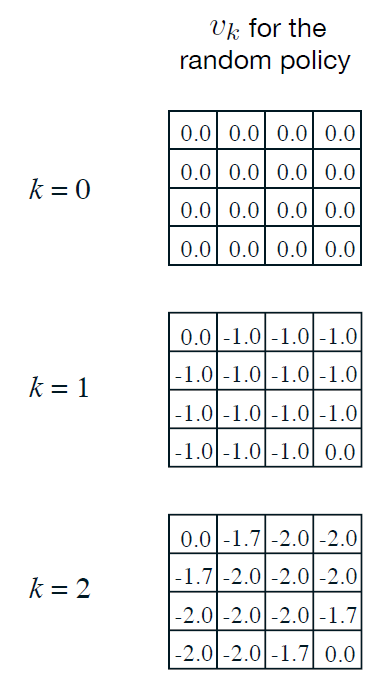 vk for the
random policy
k = 0
0.0 0.0 0.0 0.0
0.0 0.0 0.0 0.0
0.0 0.0 0.0 0.0
0.0 0.0 0.0 0.0
k = 1
0.0 -1.0 -1.0 -1.0
-1.0 -1.0 -1.0 -1.0
-1.0 -1.0 -1.0 -1.0
-1.0 -1.0 -1.0 0.0
k = 2
0.0 -1.7 -2.0 -2.0
-1.7 -2.0 -2.0 -2.0
-2.0 -2.0 -2.0 -1.7
-2.0 -2.0 -1.7 0.0